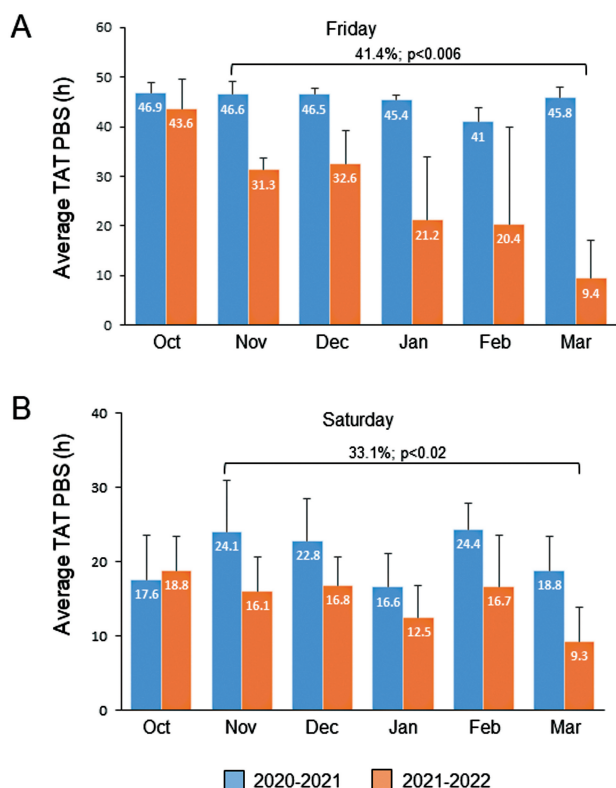 A
Friday
41.4%; p<0.006
Average TAT PBS (h)
60
50
40
30
20
10
0
46.9 43.6 46.6 31.3 46.5 32.6 45.4 21.2 41 20.4 45.8 9.4
Oct Nov Dec Jan Feb Mar
B
Saturday
33.1%; p<0.02
Average TAT PBS (h)
40
30
20
10
0
17.6 18.8 24.1 16.1 22.8 16.8 16.6 12.5 24.4 16.7 18.8 9.3
Oct Nov Dec Jan Feb Mar
2020-2021 2021-2022